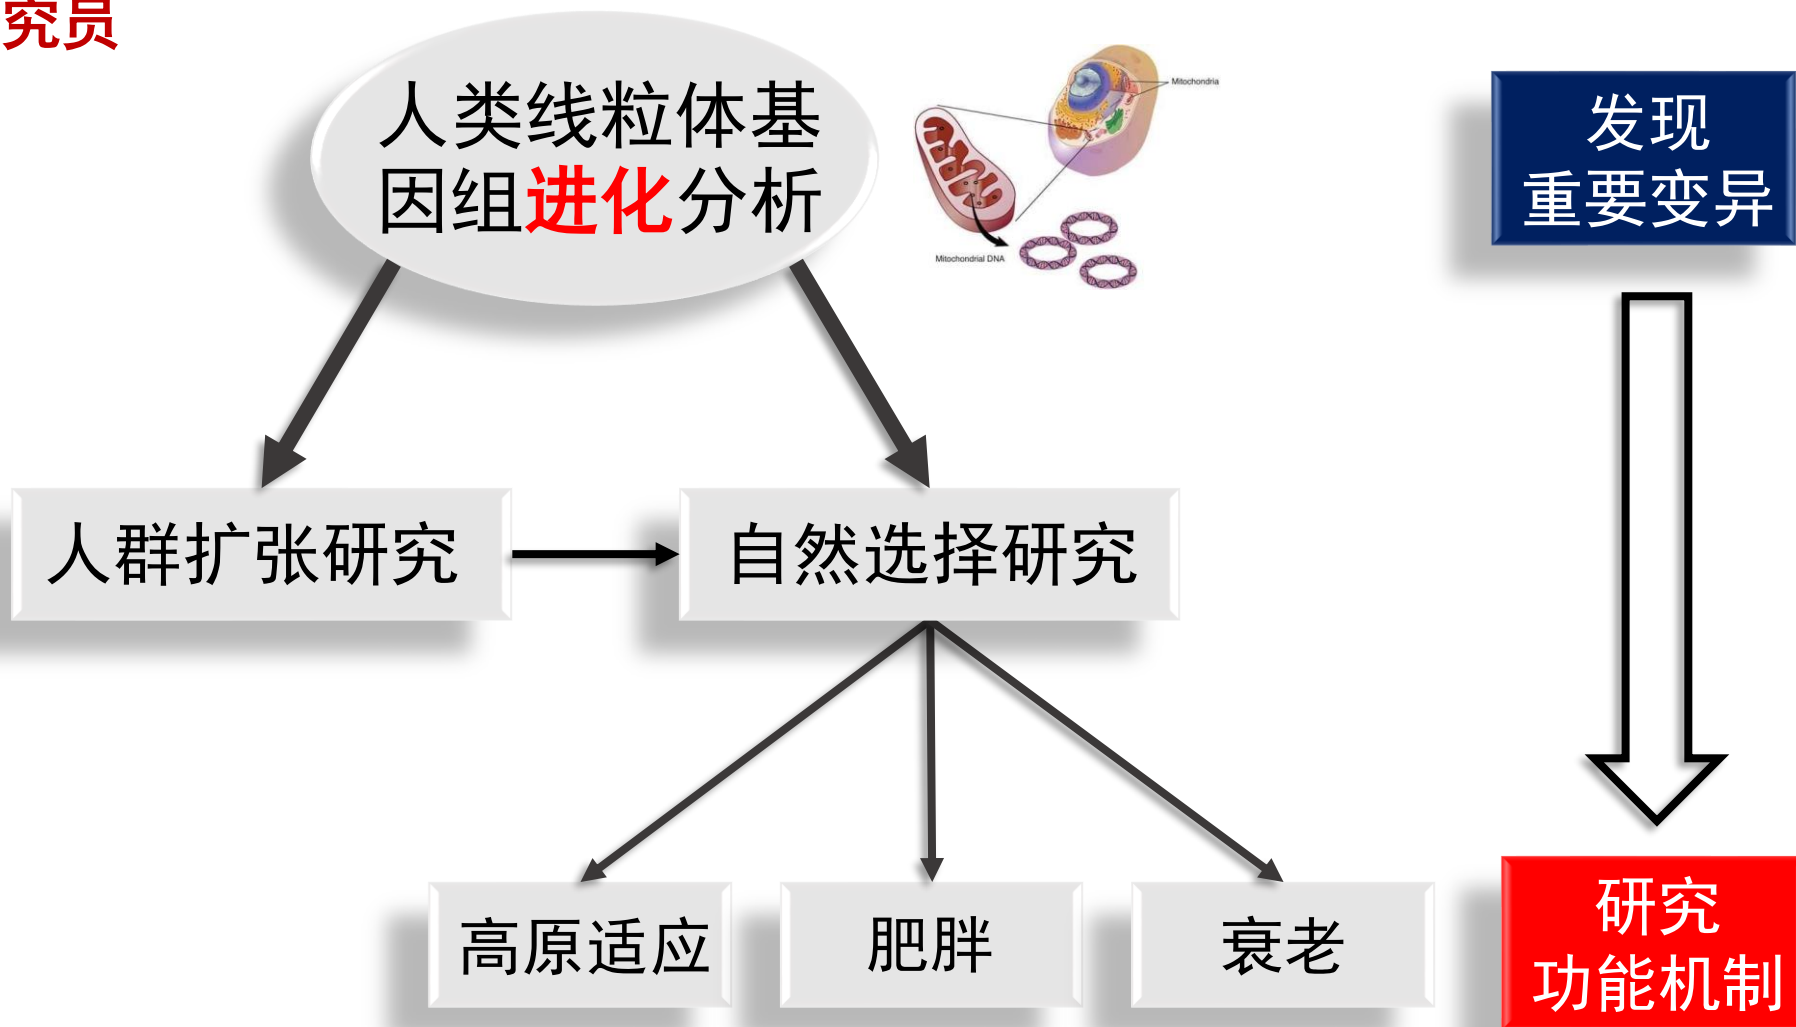 究员
人类线粒体基
因组进化分析
Mitochondria
Mitochondrial DNA
发现
重要变异
人群扩张研究
自然选择研究
高原适应
肥胖
衰老
研究
功能机制